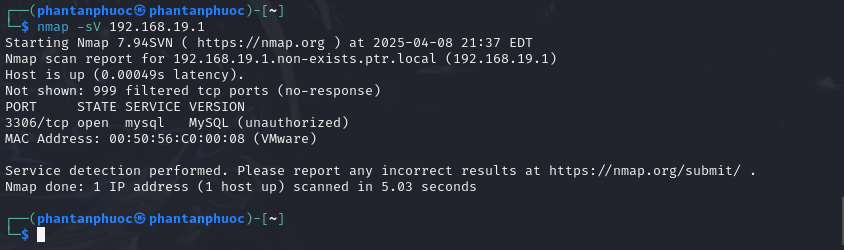 ┌──(phantanphuoc㉿phantanphuoc)-[~]
└─$ nmap -sV 192.168.19.1
Starting Nmap 7.94SVN ( https://nmap.org ) at 2025-04-08 21:37 EDT
Nmap scan report for 192.168.19.1.non-exists.ptr.local (192.168.19.1)
Host is up (0.00049s latency).
Not shown: 999 filtered tcp ports (no-response)
PORT     STATE SERVICE VERSION
3306/tcp open  mysql   MySQL (unauthorized)
MAC Address: 00:50:56:C0:00:08 (VMware)

Service detection performed. Please report any incorrect results at https://nmap.org/submit/ .
Nmap done: 1 IP address (1 host up) scanned in 5.03 seconds

┌──(phantanphuoc㉿phantanphuoc)-[~]
└─$